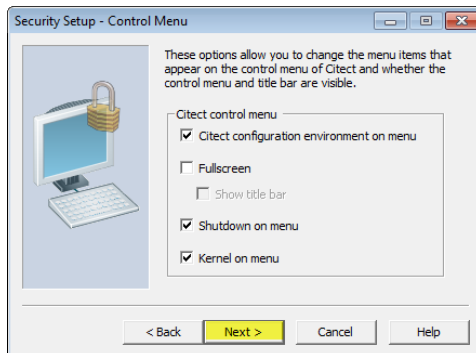 Security Setup - Control Menu
These options allow you to change the menu items that
appear on the control menu of Citect and whether the
control menu and title bar are visible.
Citect control menu
Citect configuration environment on menu
Fullscreen
Show title bar
Shutdown on menu
Kernel on menu
< Back Next > Cancel Help